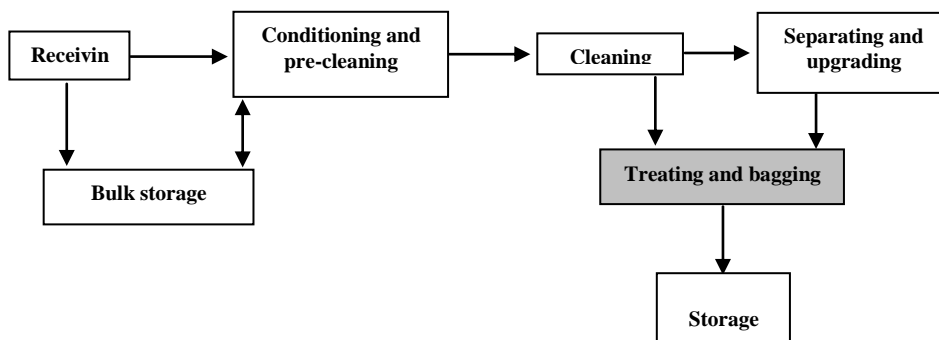 Receivin
Conditioning and
pre-cleaning
Cleaning
Separating and
upgrading
Bulk storage
Treating and bagging
Storage